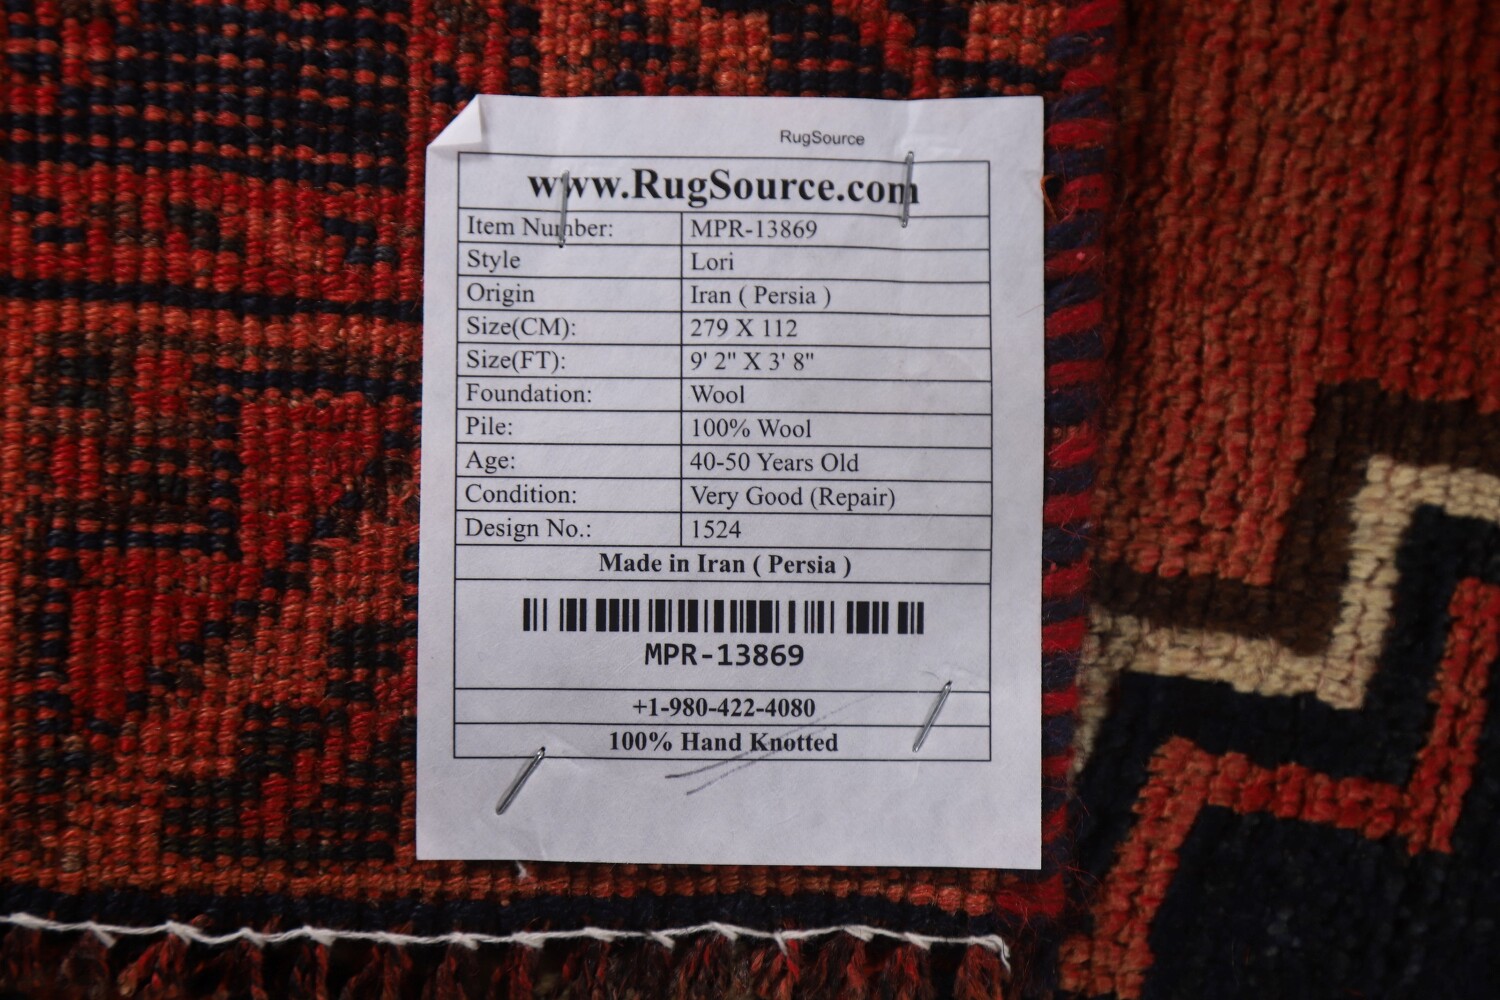 RugSource
www.RugSource.com
Item Number: MPR-13869
Style Lori
Origin Iran ( Persia )
Size(CM): 279 X 112
Size(FT): 9' 2" X 3' 8"
Foundation: Wool
Pile: 100% Wool
Age: 40-50 Years Old
Condition: Very Good (Repair)
Design No.: 1524
Made in Iran ( Persia )
MPR-13869
+1-980-422-4080
100% Hand Knotted